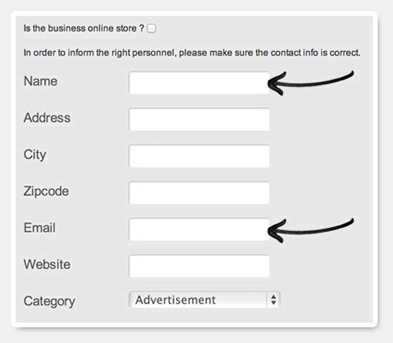 Is the business online store ?
In order to inform the right personnel, please make sure the contact info is correct.
Name
Address
City
Zipcode
Email
Website
Category Advertisement